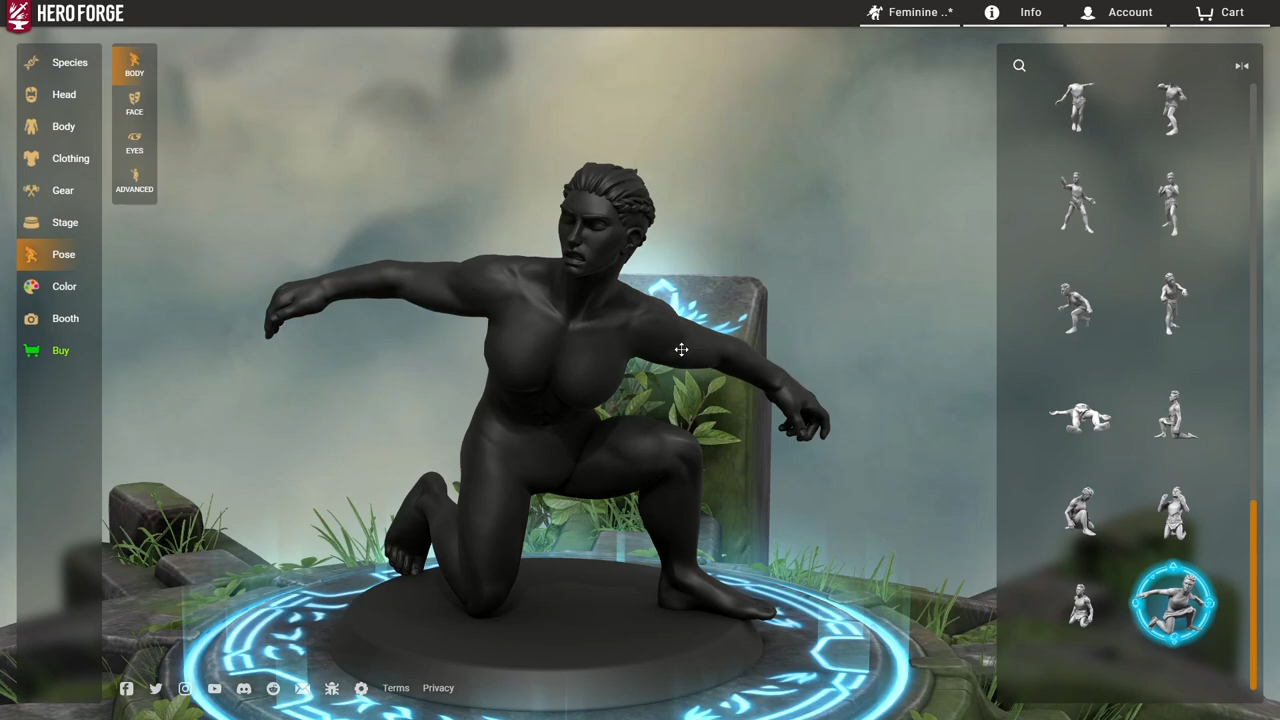 HERO FORGE
Feminine ..*
Info
Account
Cart
Species
Head
Body
Clothing
Gear
Stage
Pose
Color
Booth
Buy
BODY
FACE
EYES
ADVANCED
Terms
Privacy